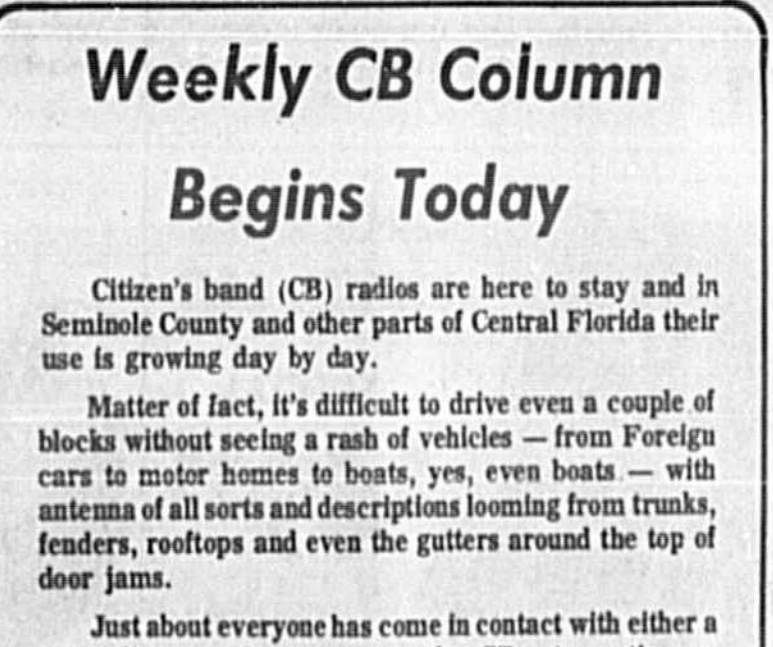 Weekly CB Column
Begins Today
Citizen's band (CB) radios are here to stay and in
Seminole County and other parts of Central Florida their
use is growing day by day.
Matter of fact, it's difficult to drive even a couple of
blocks without seeing a rash of vehicles — from Foreign
cars to motor homes to boats, yes, even boats — with
antenna of all sorts and descriptions looming from trunks,
fenders, rooftops and even the gutters around the top of
door jams.
Just about everyone has come in contact with either a